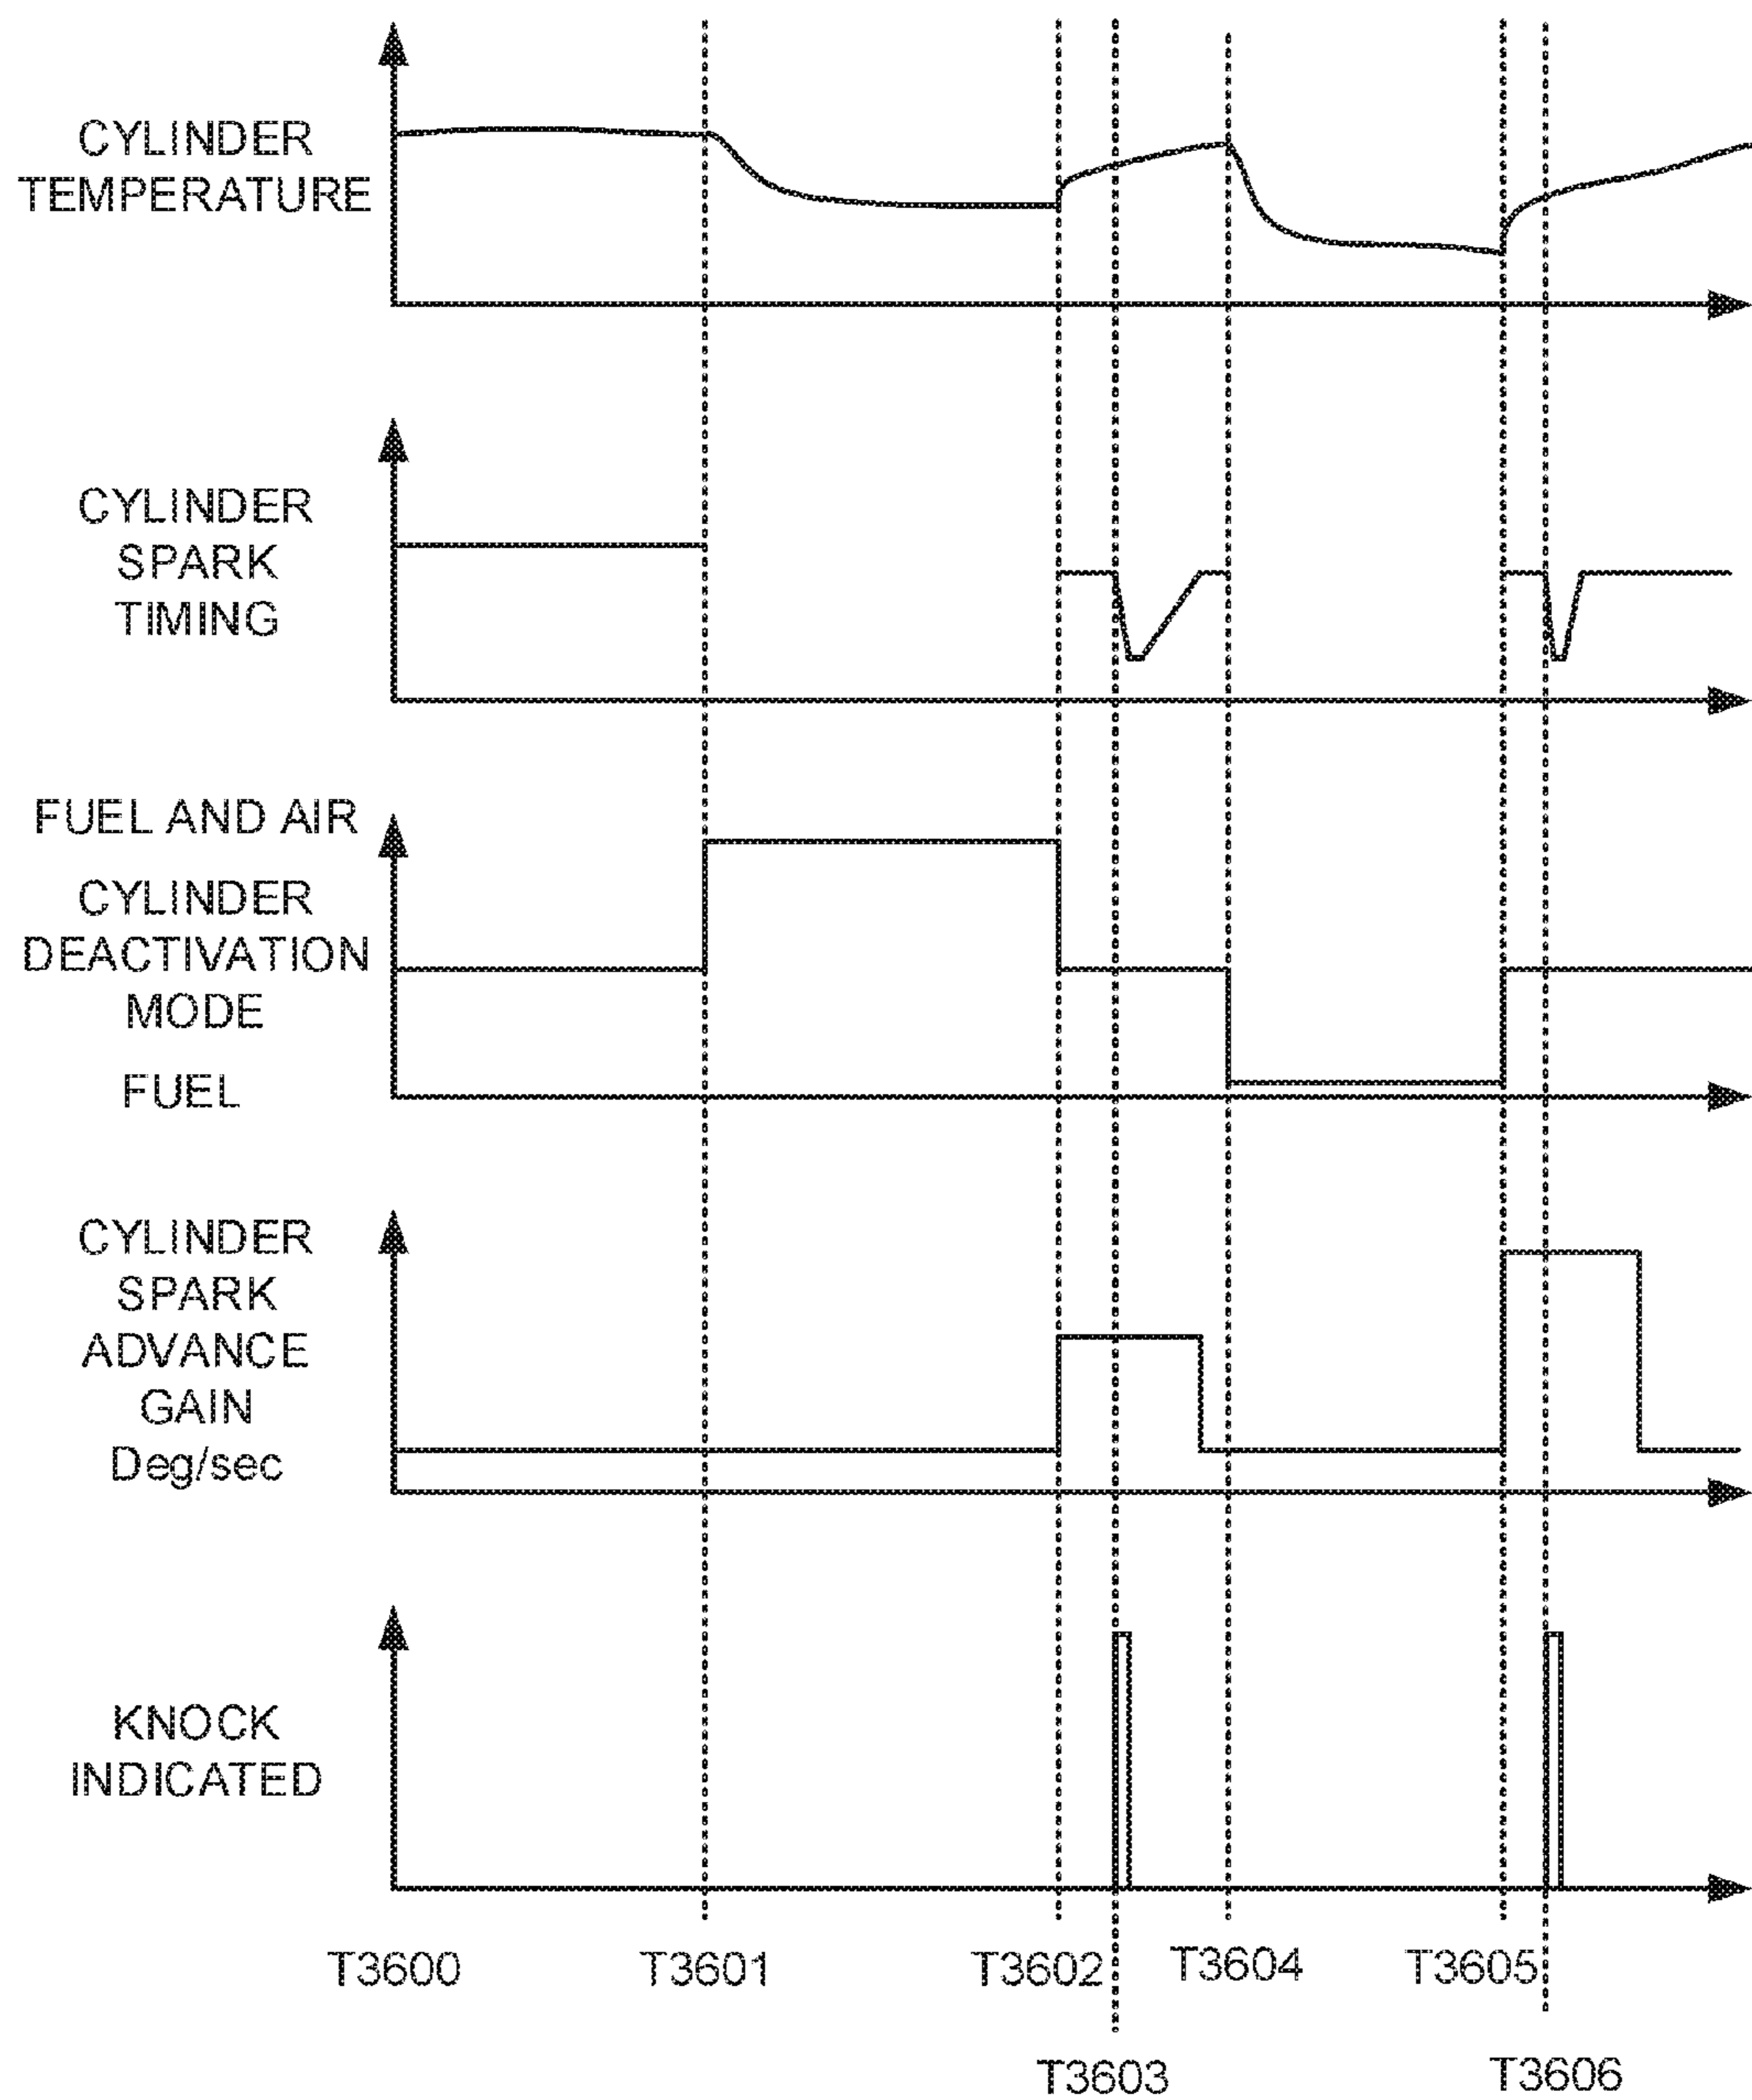 CYLINDER
TEMPERATURE
CYLINDER
SPARK
TIMING
FUEL AND AIR
CYLINDER
DEACTIVATION
MODE
FUEL
CYLINDER
SPARK
ADVANCE
GAIN
Deg/sec
KNOCK
INDICATED
T3600 T3601 T3602 T3604 T3605
T3603 T3606